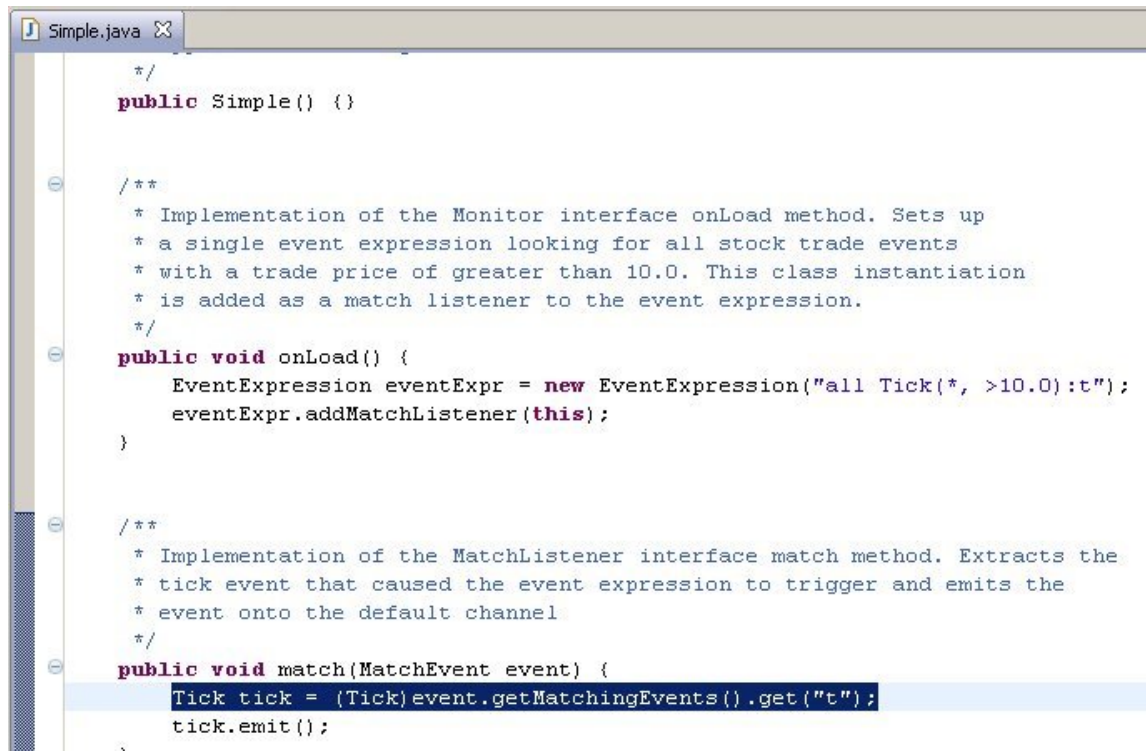 Simple.java
*/
public Simple() {}
/**
* Implementation of the Monitor interface onLoad method. Sets up
* a single event expression looking for all stock trade events
* with a trade price of greater than 10.0. This class instantiation
* is added as a match listener to the event expression.
*/
public void onLoad() {
EventExpression eventExpr = new EventExpression("all Tick(*, >10.0):t");
eventExpr.addMatchListener(this);
}
/**
* Implementation of the MatchListener interface match method. Extracts the
* tick event that caused the event expression to trigger and emits the
* event onto the default channel
*/
public void match(MatchEvent event) {
Tick tick = (Tick)event.getMatchingEvents().get("t");
tick.emit();